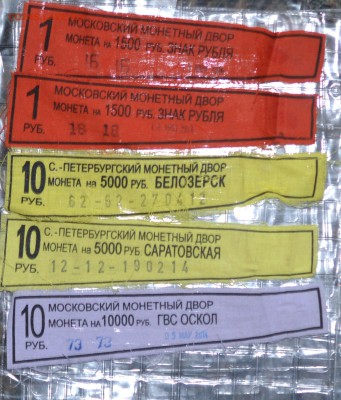 1 МОСКОВСКИЙ МОНЕТНЫЙ ДВОР
РУБ. МОНЕТА на 1500 РУБ. ЗНАК РУБЛЯ
16 16
1 МОСКОВСКИЙ МОНЕТНЫЙ ДВОР
РУБ. МОНЕТА на 1500 РУБ. ЗНАК РУБЛЯ
18 18
10 С.-ПЕТЕРБУРГСКИЙ МОНЕТНЫЙ ДВОР
РУБ. МОНЕТА на 5000 РУБ. БЕЛОЗЕРСК
62-62-270412
10 С.-ПЕТЕРБУРГСКИЙ МОНЕТНЫЙ ДВОР
РУБ. МОНЕТА на 5000 РУБ. САРАТОВСКАЯ
12-12-190214
10 МОСКОВСКИЙ МОНЕТНЫЙ ДВОР
РУБ. МОНЕТА на 10000 РУБ. ГВС ОСКОЛ
73 73